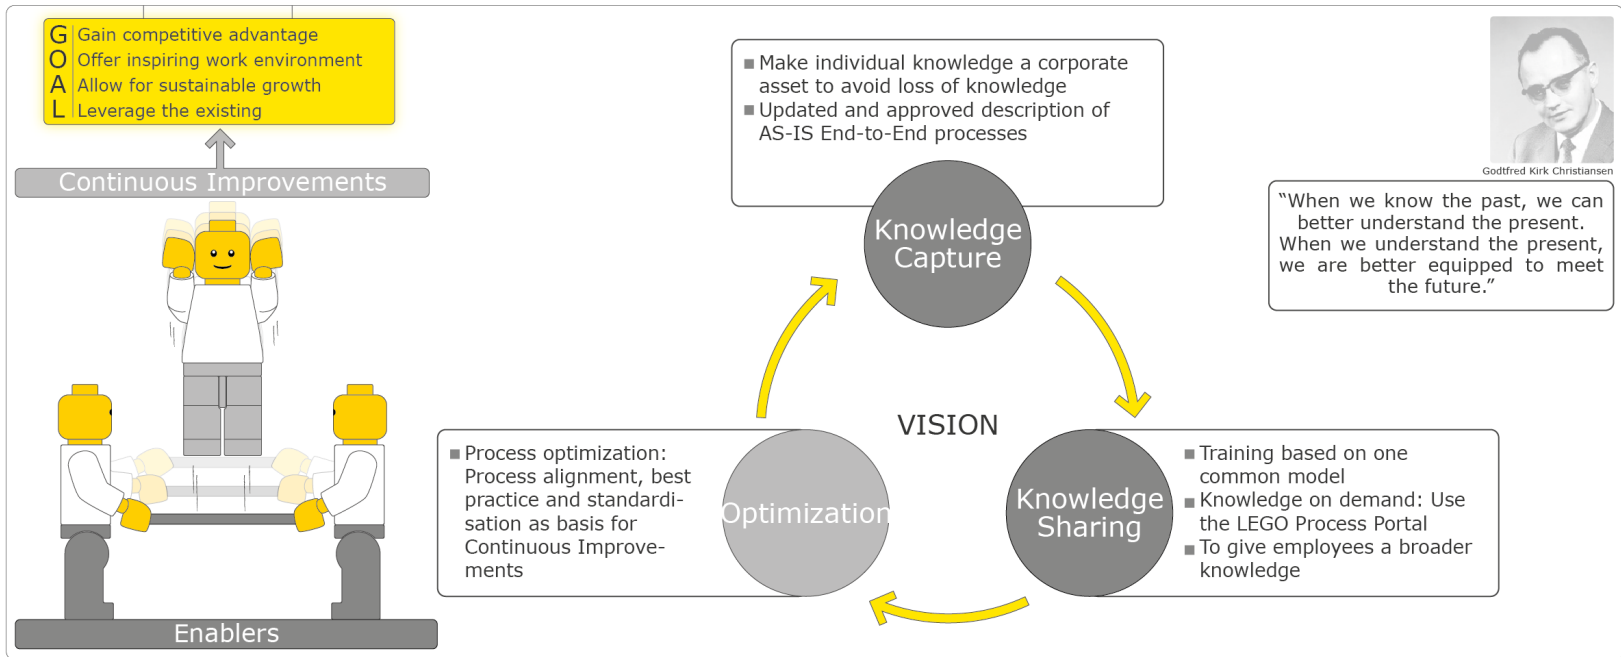 G Gain competitive advantage
O Offer inspiring work environment
A Allow for sustainable growth
L Leverage the existing
Continuous Improvements
Enablers
Make individual knowledge a corporate
asset to avoid loss of knowledge
Updated and approved description of
AS-IS End-to-End processes
Knowledge
Capture
VISION
Training based on one
common model
Knowledge on demand: Use
the LEGO Process Portal
To give employees a broader
knowledge
Knowledge
Sharing
Process optimization:
Process alignment, best
practice and standardi-
sation as basis for
Continuous Improve-
ments
Optimization
Godtfred Kirk Christiansen
“When we know the past, we can
better understand the present.
When we understand the present,
we are better equipped to meet
the future.”